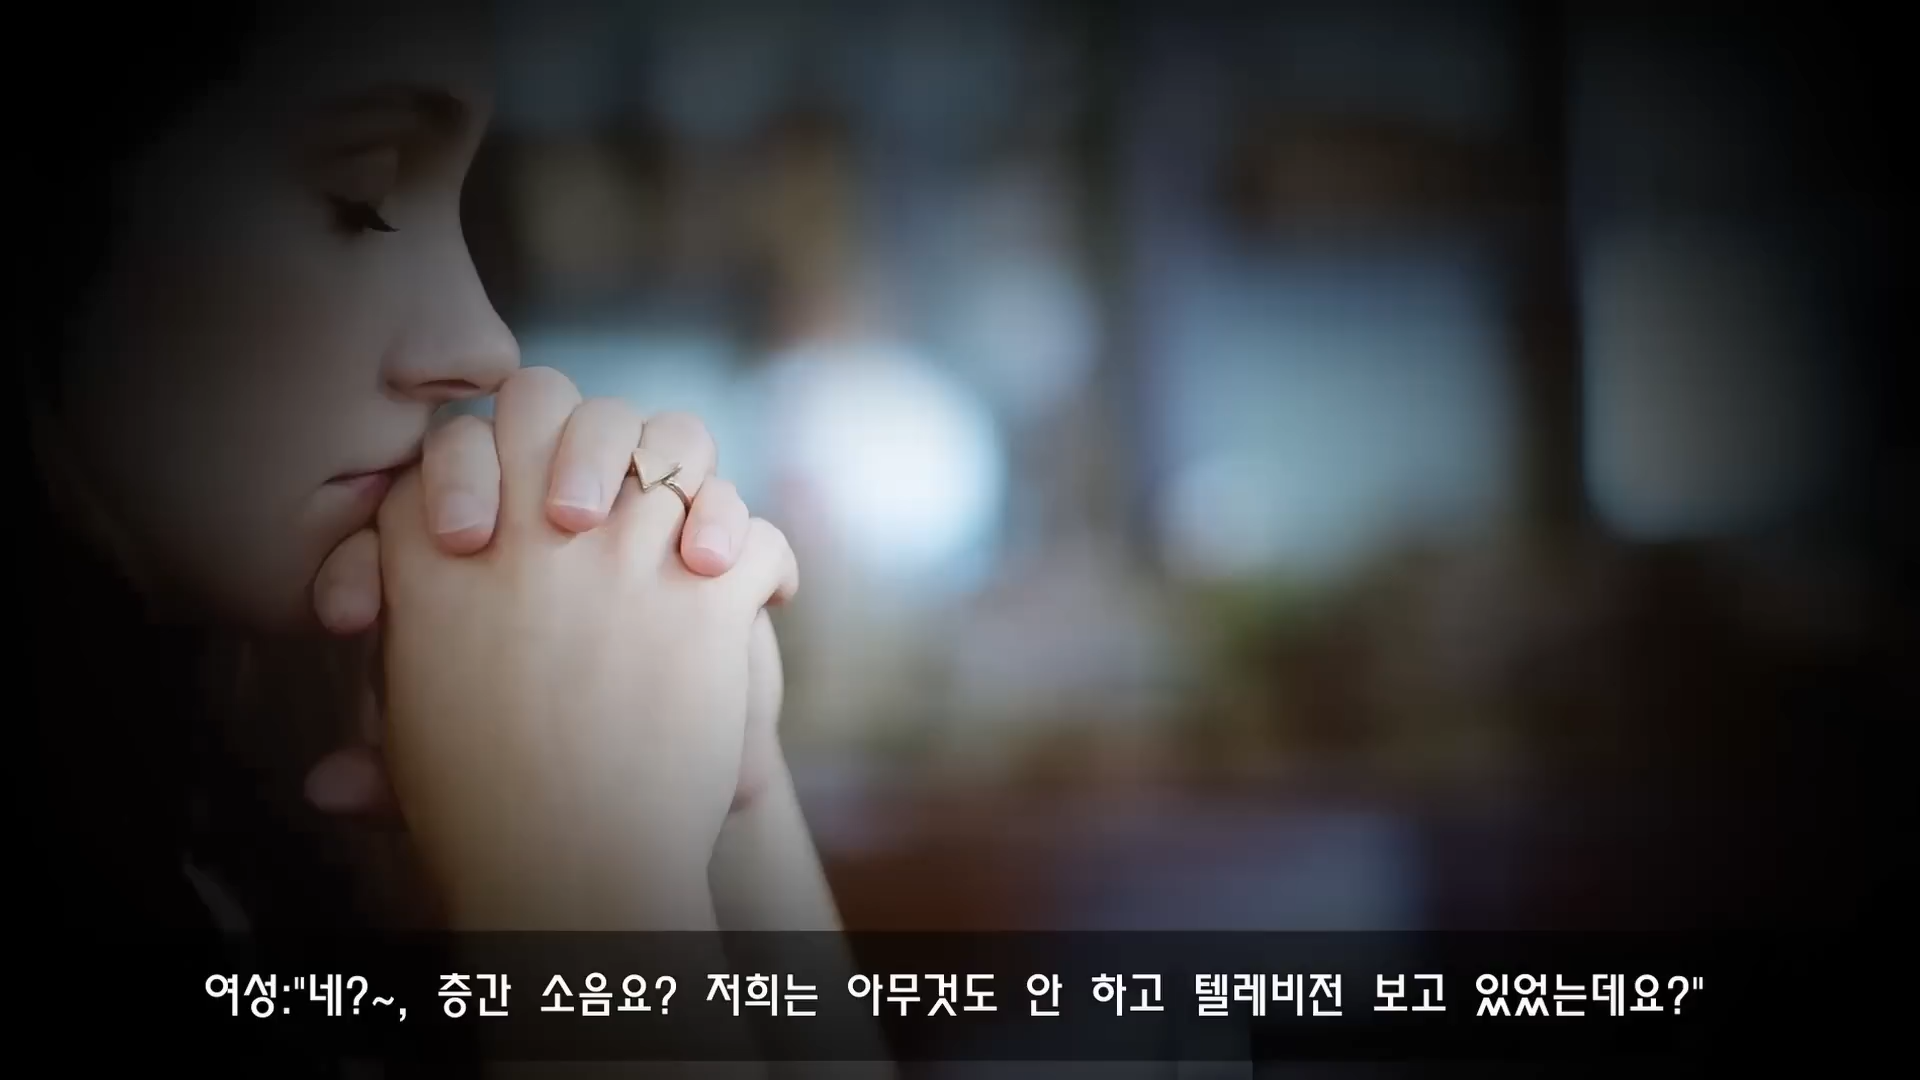 여성:"네?~, 층간 소음요? 저희는 아무것도 안 하고 텔레비전 보고 있었는데요?"